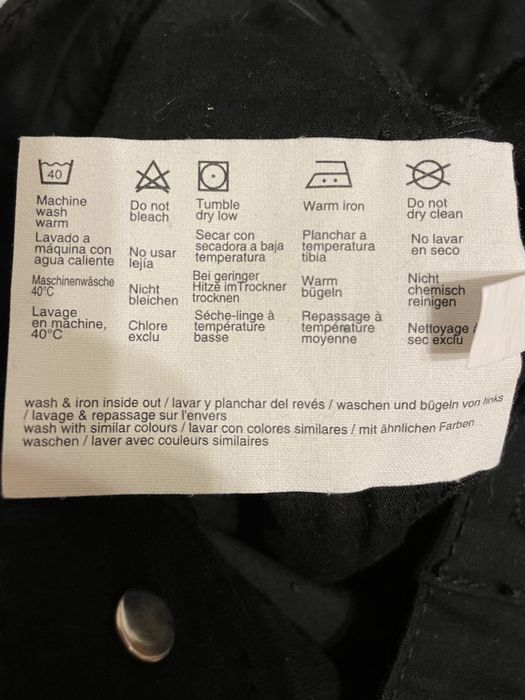 40
Machine
wash
warm
Lavado a
máquina con
agua caliente
Maschinenwäsche
40°C
Lavage
en machine,
40°C
Do not
bleach
No usar
lejía
Nicht
bleichen
Chlore
exclu
Tumble
dry low
Secar con
secadora a baja
temperatura
Bei geringer
Hitze im Trockner
trocknen
Séche-linge à
température
basse
Warm iron
Planchar a
temperatura
tibia
Warm
bügeln
Repassage à
température
moyenne
Do not
dry clean
No lavar
en seco
Nicht
chemisch
reinigen
Nettoyage
sec exclu
wash & iron inside out / lavar y planchar del revés / waschen und bügeln von links
/ lavage & repassage sur l'envers
wash with similar colours / lavar con colores similares / mit ähnlichen Farben
waschen / laver avec couleurs similaires